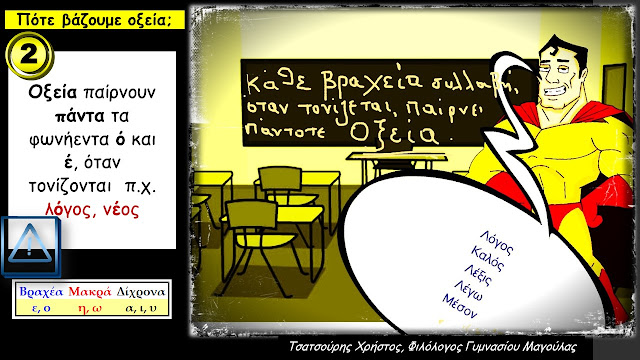 Πότε βάζουμε οξεία;
2
Οξεία παίρνουν
πάντα τα
φωνήεντα ό και
έ, όταν
τονίζονται π.χ.
λόγος, νέος
Βραχέα Μακρά Δίχρονα
ε, ο η, ω α, ι, υ
Κάθε βραχεία συλλαβή,
όταν τονίζεται, παίρνει
πάντοτε Οξεία.
Λόγος
Καλός
Λέξις
Λέγω
Μέσον
Τσατσούρης Χρήστος, Φιλόλογος Γυμνασίου Μαγούλας